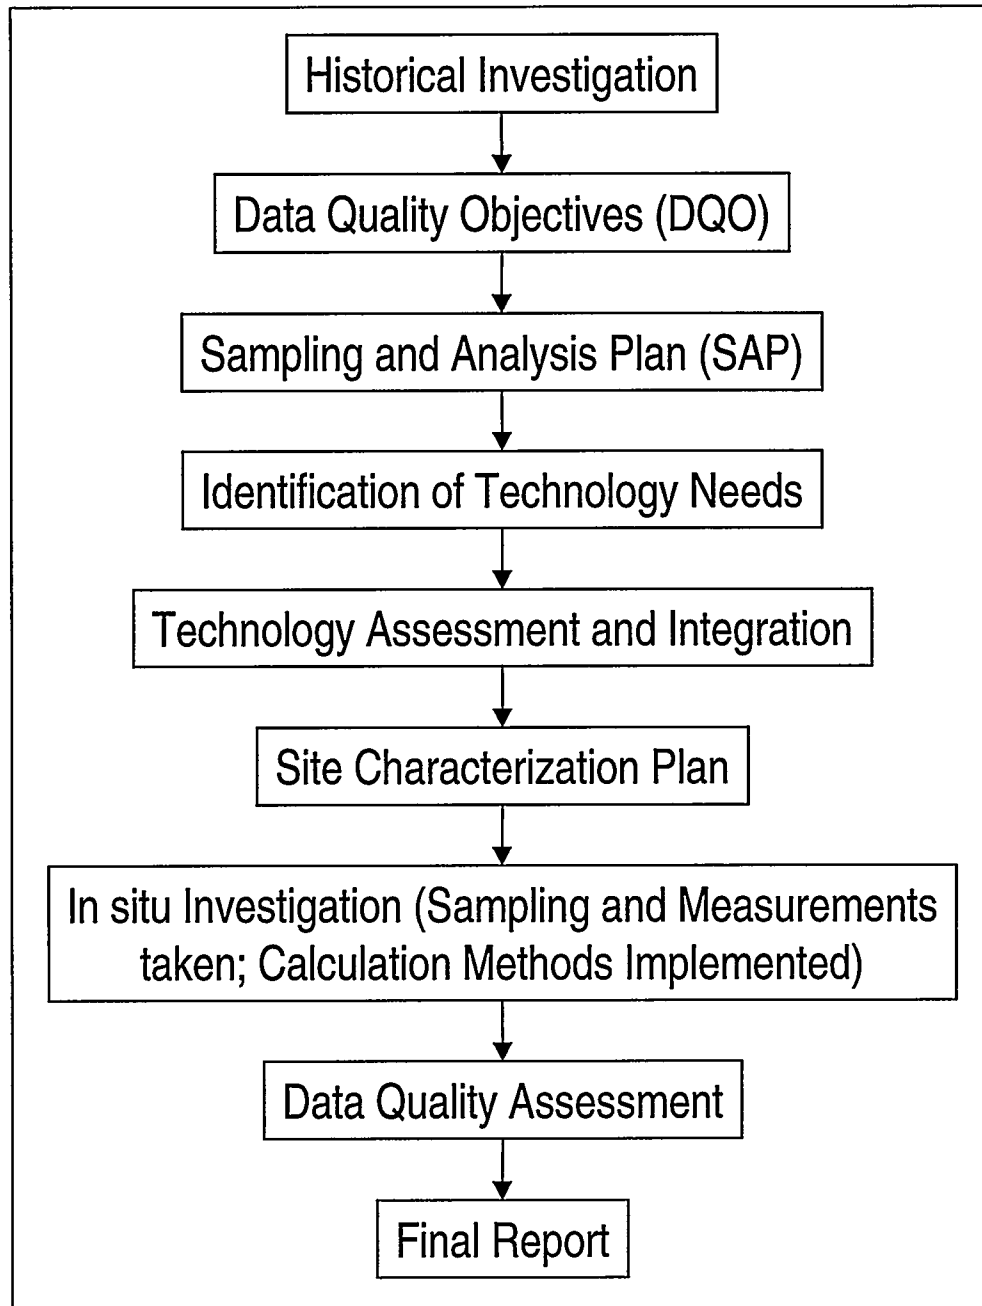 Historical Investigation
Data Quality Objectives (DQO)
Sampling and Analysis Plan (SAP)
Identification of Technology Needs
Technology Assessment and Integration
Site Characterization Plan
In situ Investigation (Sampling and Measurements
taken; Calculation Methods Implemented)
Data Quality Assessment
Final Report